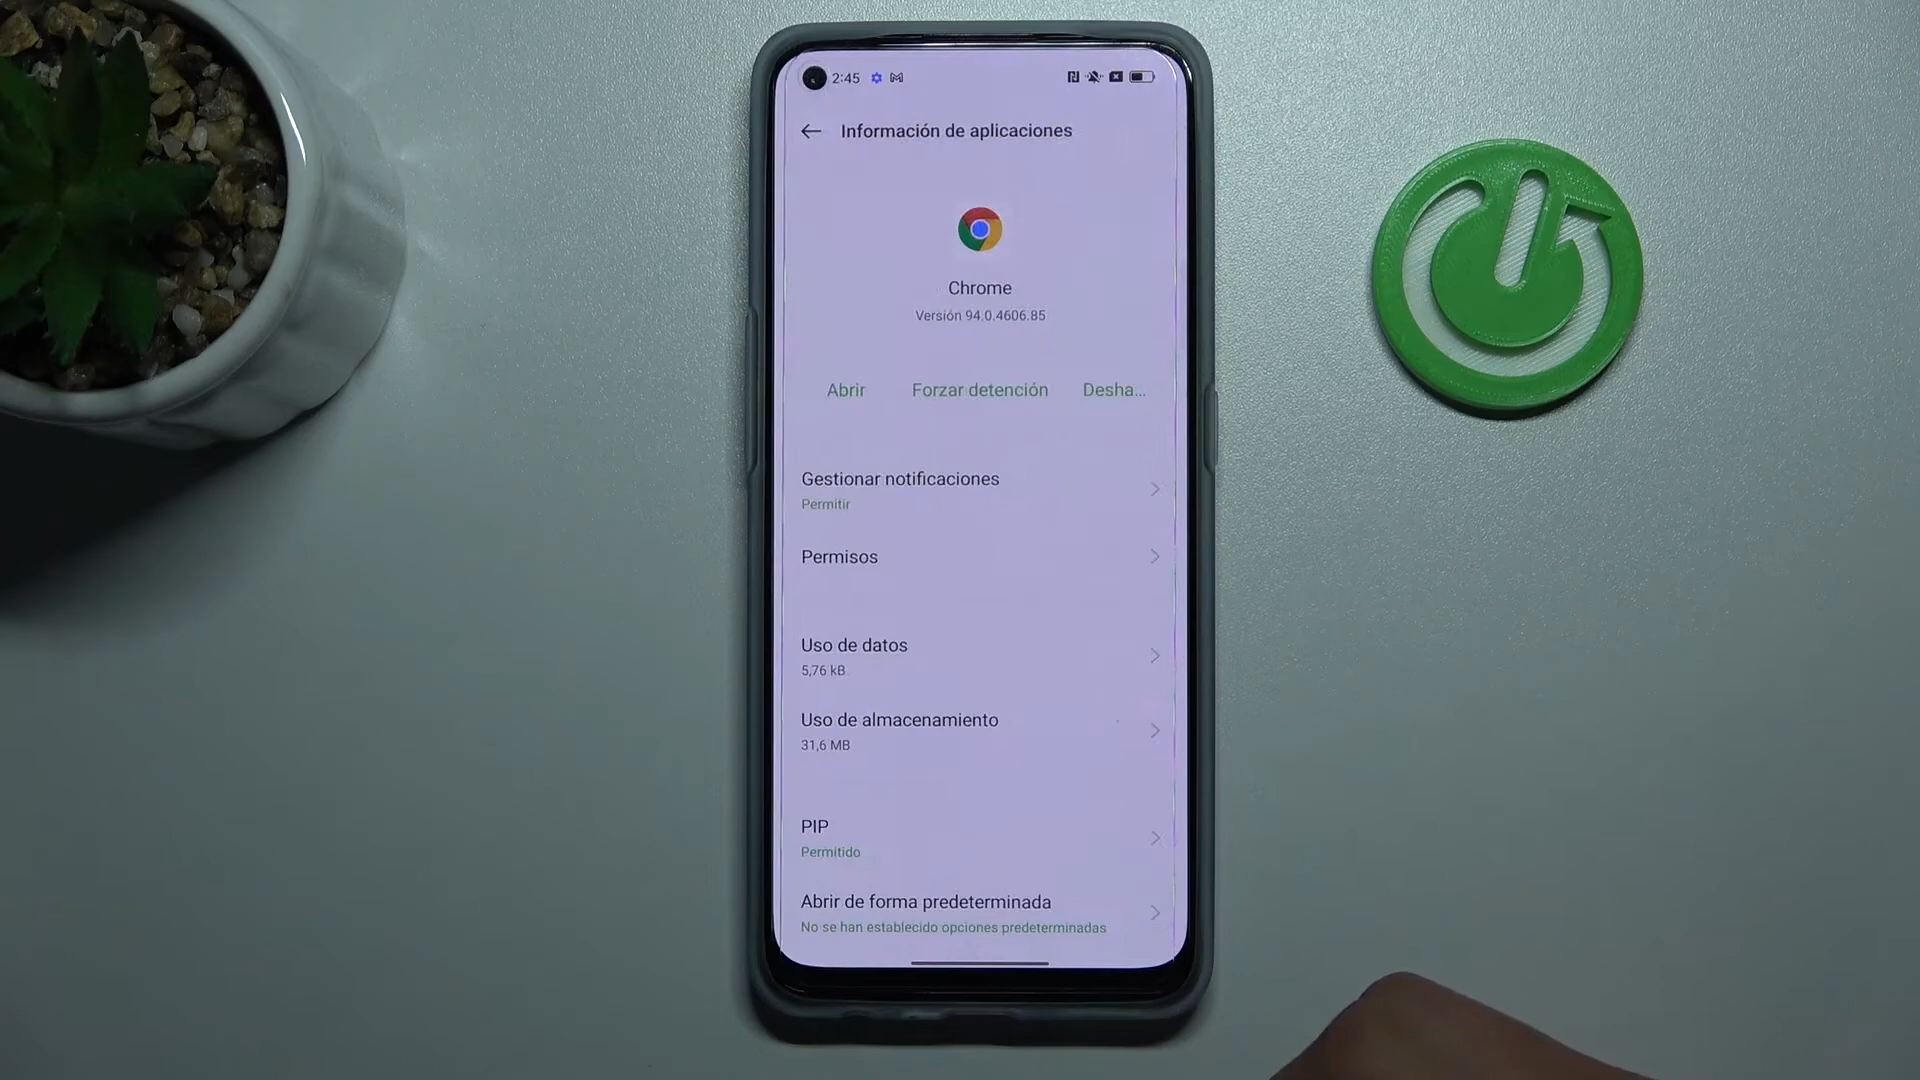 2:45
Información de aplicaciones
Chrome
Versión 94.0.4606.85
Abrir Forzar detención Desha...
Gestionar notificaciones
Permitir
Permisos
Uso de datos
5,76 kB
Uso de almacenamiento
31,6 MB
PIP
Permitido
Abrir de forma predeterminada
No se han establecido opciones predeterminadas